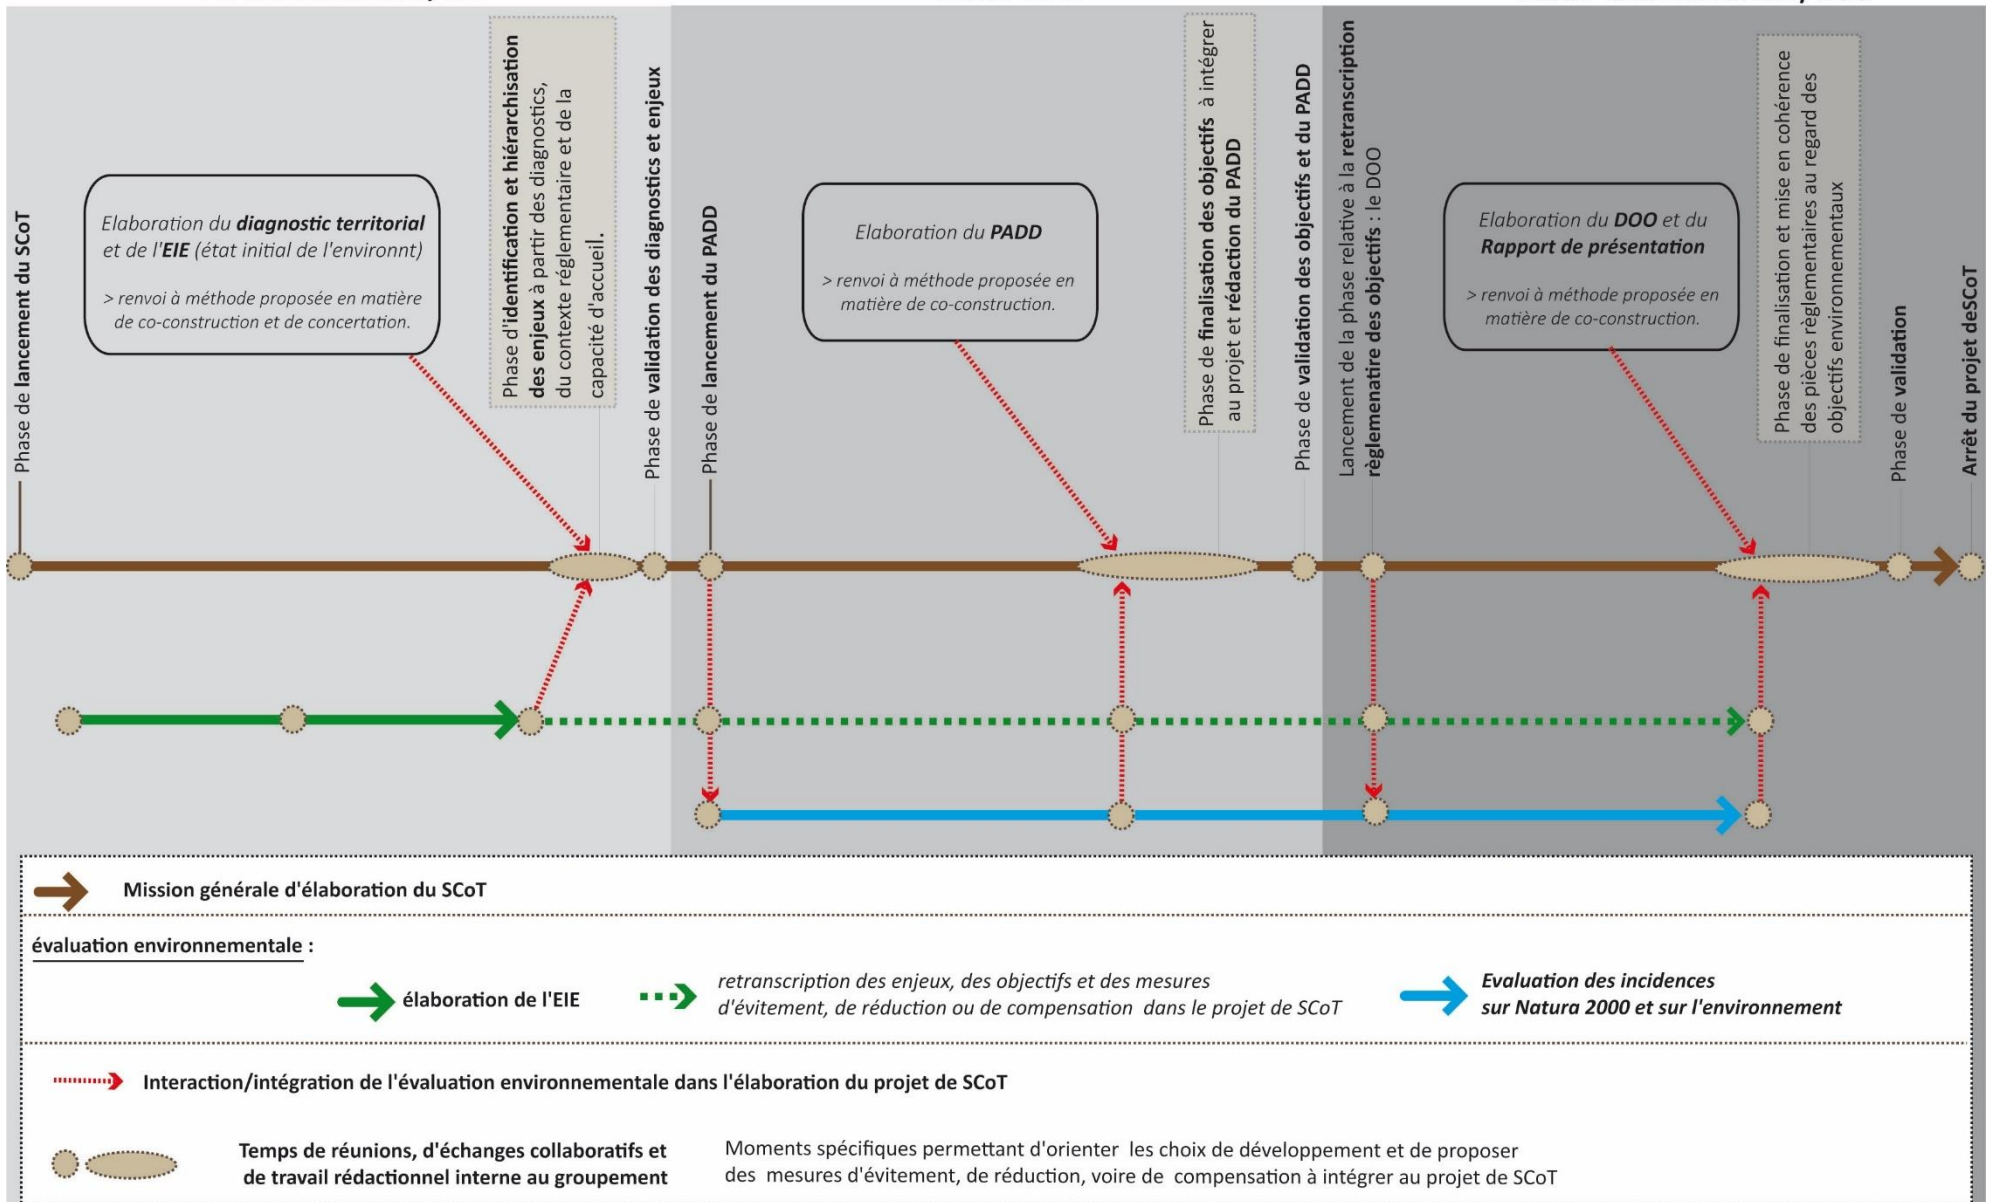 Phase de lancement du SCoT
Elaboration du diagnostic territorial
et de l'EIE (état initial de l'environnt)
> renvoi à méthode proposée en matière
de co-construction et de concertation.
Phase d'identification et hiérarchisation
des enjeux à partir des diagnostics,
du contexte réglementaire et de la
capacité d'accueil.
Phase de validation des diagnostics et enjeux
Phase de lancement du PADD
Elaboration du PADD
> renvoi à méthode proposée en
matière de co-construction.
Phase de finalisation des objectifs à intégrer
au projet et rédaction du PADD
Phase de validation des objectifs et du PADD
Lancement de la phase relative à la retranscription
règlemenatire des objectifs : le DOO
Elaboration du DOO et du
Rapport de présentation
> renvoi à méthode proposée en
matière de co-construction.
Phase de finalisation et mise en cohérence
des pièces règlementaires au regard des
objectifs environnementaux
Phase de validation
Arrêt du projet deSCoT
Mission générale d'élaboration du SCoT
évaluation environnementale :
élaboration de l'EIE
retranscription des enjeux, des objectifs et des mesures
d'évitement, de réduction ou de compensation dans le projet de SCoT
Evaluation des incidences
sur Natura 2000 et sur l'environnement
Interaction/intégration de l'évaluation environnementale dans l'élaboration du projet de SCoT
Temps de réunions, d'échanges collaboratifs et
de travail rédactionnel interne au groupement
Moments spécifiques permettant d'orienter les choix de développement et de proposer
des mesures d'évitement, de réduction, voire de compensation à intégrer au projet de SCoT